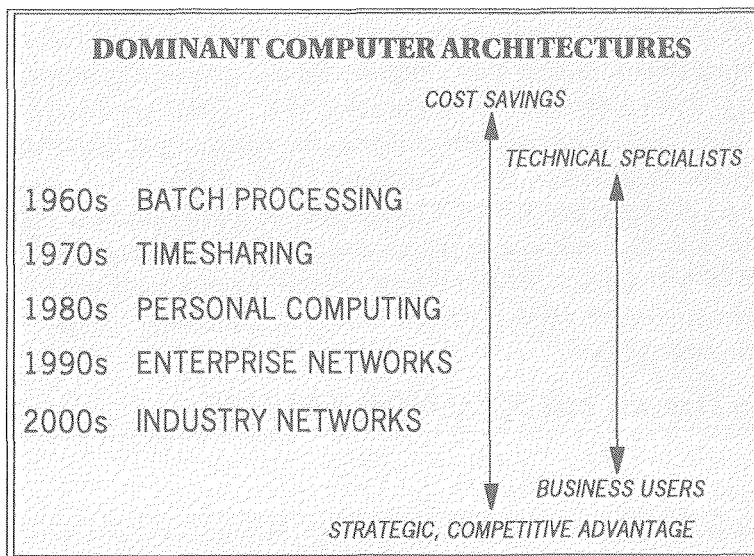 DOMINANT COMPUTER ARCHITECTURES
COST SAVINGS
TECHNICAL SPECIALISTS
1960s BATCH PROCESSING
1970s TIMESHARING
1980s PERSONAL COMPUTING
1990s ENTERPRISE NETWORKS
2000s INDUSTRY NETWORKS
BUSINESS USERS
STRATEGIC, COMPETITIVE ADVANTAGE